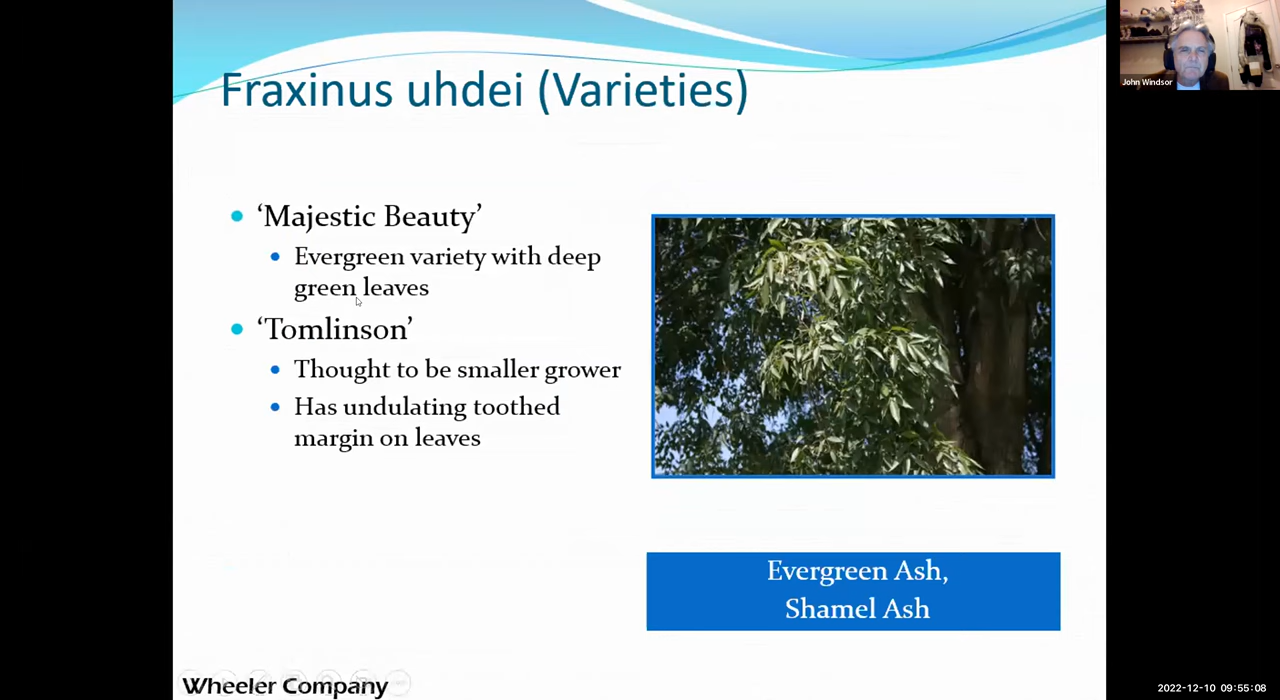 Fraxinus uhdei (Varieties)
John Windsor
‘Majestic Beauty’
Evergreen variety with deep
green leaves
‘Tomlinson’
Thought to be smaller grower
Has undulating toothed
margin on leaves
Evergreen Ash,
Shamel Ash
Wheeler Company
2022-12-10 09:55:08